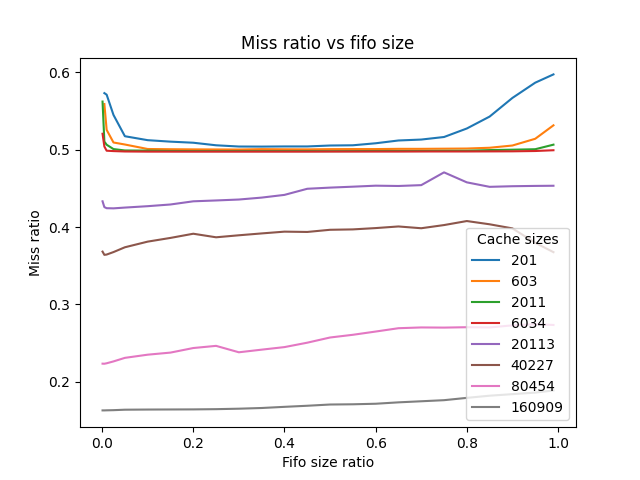 Miss ratio vs fifo size
0.6
0.5
0.4
0.3
0.2
Miss ratio
Cache sizes
201
603
2011
6034
20113
40227
80454
160909
0.0 0.2 0.4 0.6 0.8 1.0
Fifo size ratio